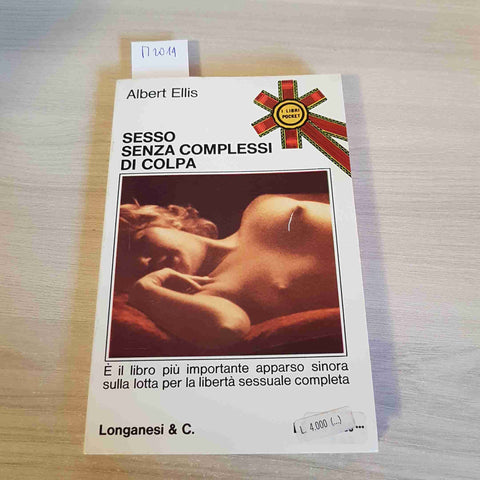 П2019
Albert Ellis
I LIBRI
POCKET
SESSO
SENZA COMPLESSI
DI COLPA
È il libro più importante apparso sinora
sulla lotta per la libertà sessuale completa
Longanesi & C.
L. 4.000 (..)